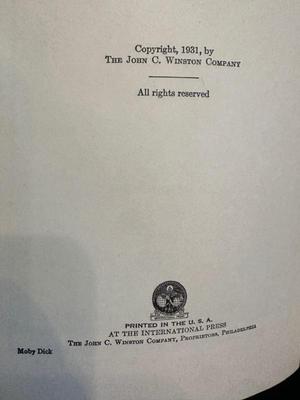 Copyright, 1931, by
The John C. Winston Company
All rights reserved
PRINTED IN THE U. S. A.
AT THE INTERNATIONAL PRESS
The John C. Winston Company, Proprietors, Philadelphia
Moby Dick